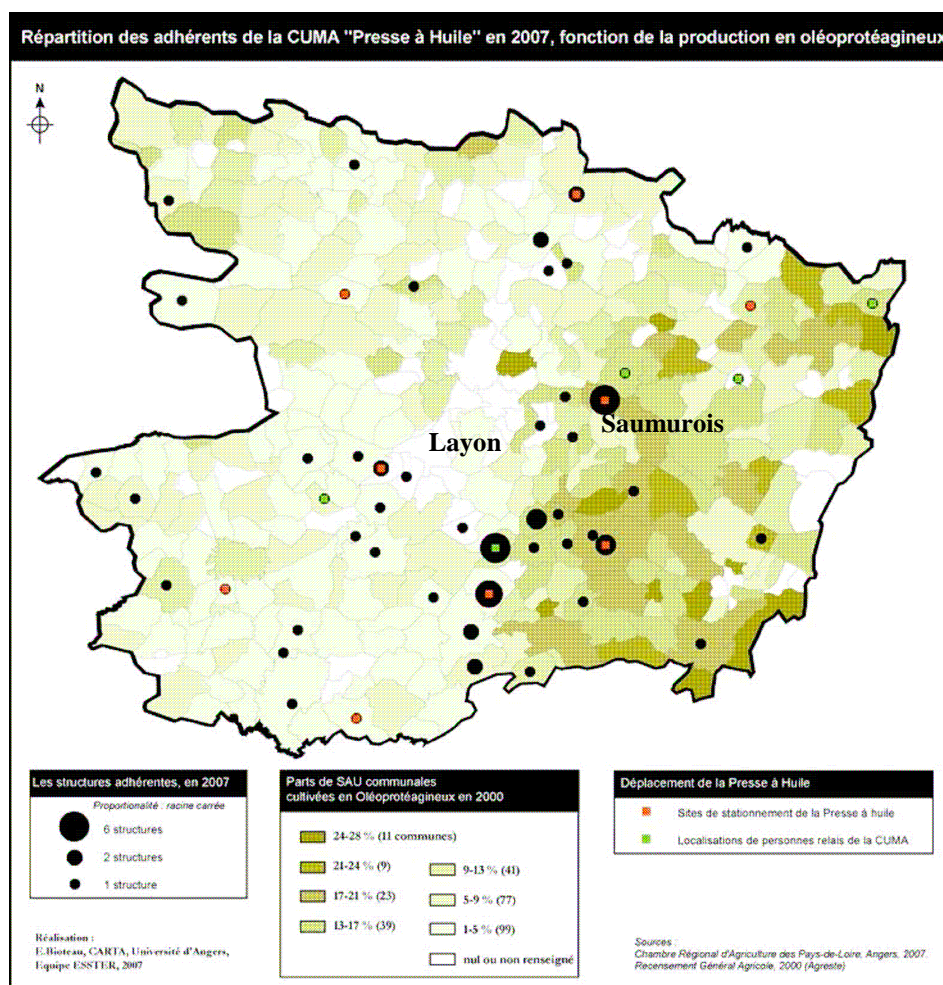 Répartition des adhérents de la CUMA "Presse à Huile" en 2007, fonction de la production en oléoprotéagineux
N
Saumurois
Layon
Les structures adhérentes, en 2007
Proportionalité : racine carrée
6 structures
2 structures
1 structure
Réalisation :
E.Bioteau, CARTA, Université d'Angers,
Equipe ESSTER, 2007
Parts de SAU communales
cultivées en Oléoprotéagineux en 2000
24-28 % (11 communes)
21-24 % (9)
17-21 % (23)
13-17 % (39)
9-13 % (41)
5-9 % (77)
1-5 % (99)
nul ou non renseigné
Déplacement de la Presse à Huile
Sites de stationnement de la Presse à huile
Localisations de personnes relais de la CUMA
Sources :
Chambre Régional d'Agriculture des Pays-de-Loire, Angers, 2007.
Recensement Général Agricole, 2000 (Agreste)